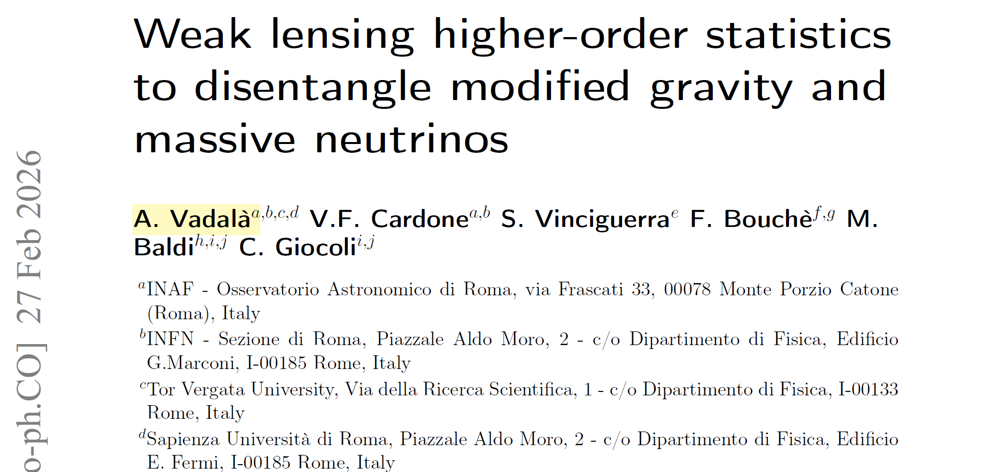 Weak lensing higher-order statistics
to disentangle modified gravity and
massive neutrinos
A. Vadalà a,b,c,d V.F. Cardone a,b S. Vinciguerra e F. Bouchè f,g M.
Baldi h,i,j C. Giocoli i,j
a INAF - Osservatorio Astronomico di Roma, via Frascati 33, 00078 Monte Porzio Catone
(Roma), Italy
b INFN - Sezione di Roma, Piazzale Aldo Moro, 2 - c/o Dipartimento di Fisica, Edificio
G.Marconi, I-00185 Rome, Italy
c Tor Vergata University, Via della Ricerca Scientifica, 1 - c/o Dipartimento di Fisica, I-00133
Rome, Italy
d Sapienza Università di Roma, Piazzale Aldo Moro, 2 - c/o Dipartimento di Fisica, Edificio
E. Fermi, I-00185 Rome, Italy
o-ph.CO] 27 Feb 2026